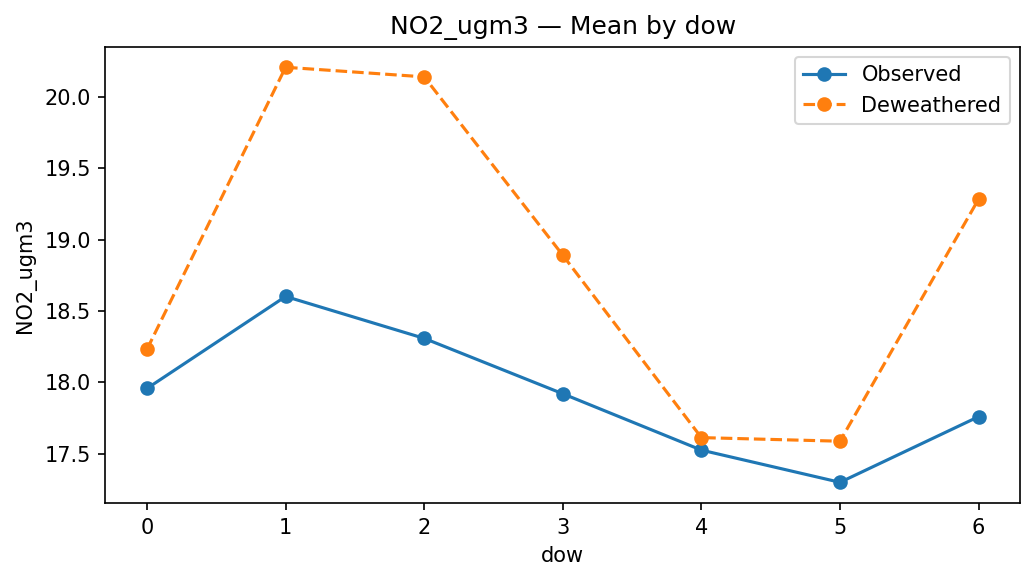 NO2_ugm3 — Mean by dow
Observed
Deweathered
NO2_ugm3
20.0
19.5
19.0
18.5
18.0
17.5
0 1 2 3 4 5 6
dow